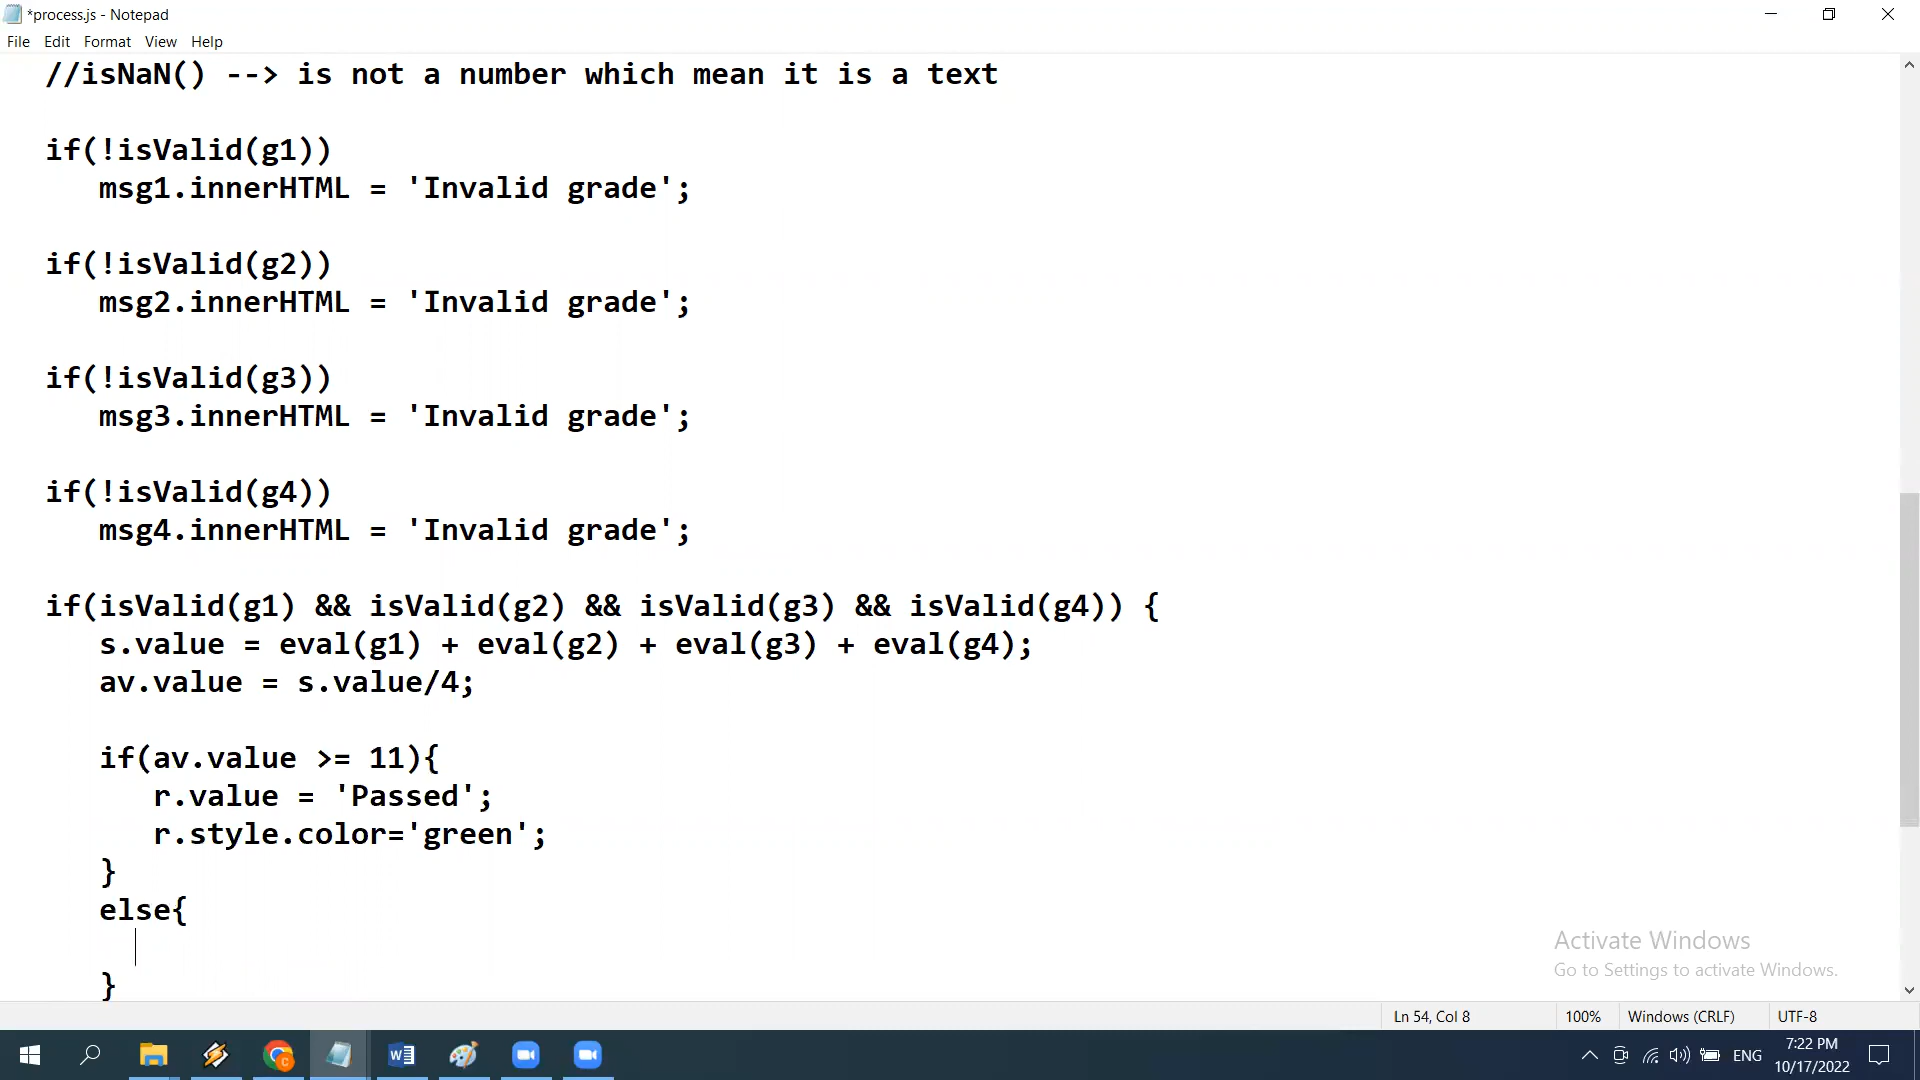 *process.js - Notepad
File Edit Format View Help
//isNaN() --> is not a number which mean it is a text
if(!isValid(g1))
msg1.innerHTML = 'Invalid grade';
if(!isValid(g2))
msg2.innerHTML = 'Invalid grade';
if(!isValid(g3))
msg3.innerHTML = 'Invalid grade';
if(!isValid(g4))
msg4.innerHTML = 'Invalid grade';
if(isValid(g1) && isValid(g2) && isValid(g3) && isValid(g4)) {
s.value = eval(g1) + eval(g2) + eval(g3) + eval(g4);
av.value = s.value/4;
if(av.value >= 11){
r.value = 'Passed';
r.style.color='green';
}
else{
}
Activate Windows
Go to Settings to activate Windows.
Ln 54, Col 8 100% Windows (CRLF) UTF-8
ENG
7:22 PM
10/17/2022